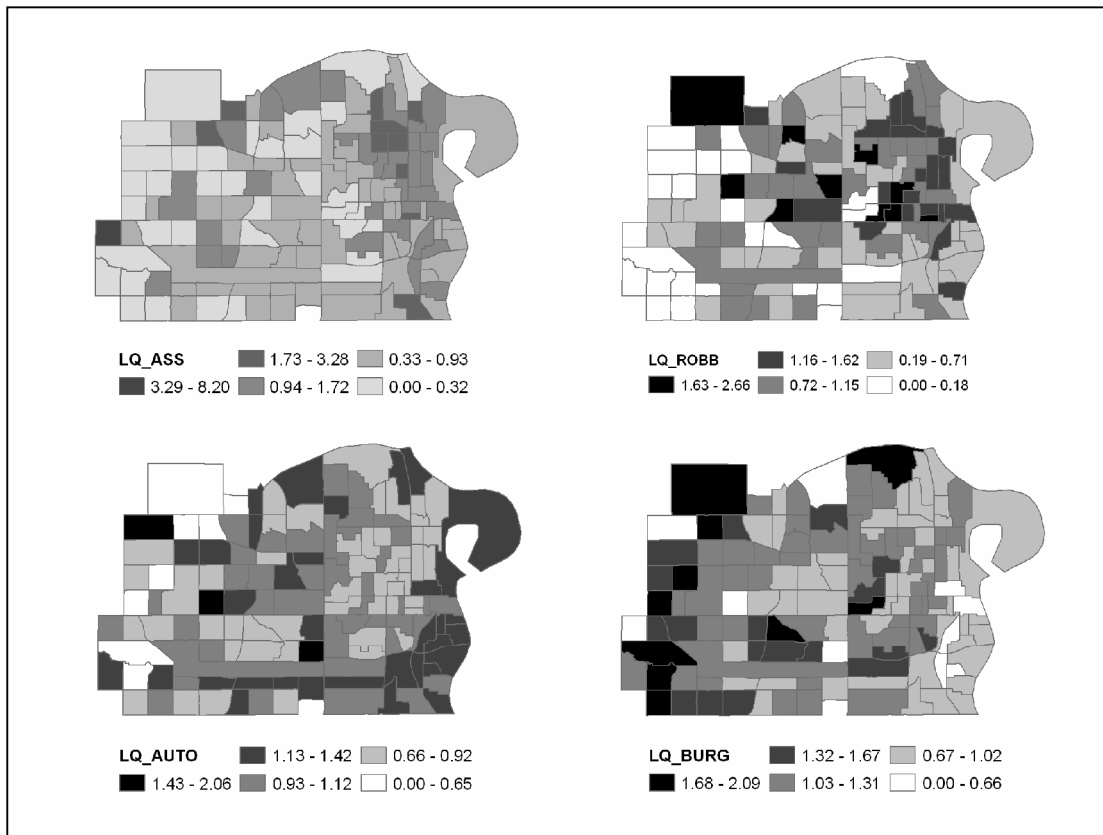 LQ_ASS 1.73 - 3.28 0.33 - 0.93
3.29 - 8.20 0.94 - 1.72 0.00 - 0.32
LQ_ROBB 1.16 - 1.62 0.19 - 0.71
1.63 - 2.66 0.72 - 1.15 0.00 - 0.18
LQ_AUTO 1.13 - 1.42 0.66 - 0.92
1.43 - 2.06 0.93 - 1.12 0.00 - 0.65
LQ_BURG 1.32 - 1.67 0.67 - 1.02
1.68 - 2.09 1.03 - 1.31 0.00 - 0.66